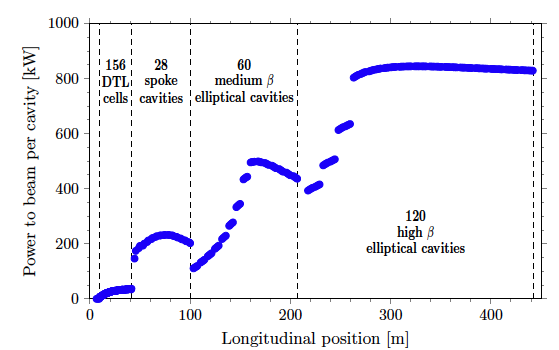 1000
800
600
400
200
0
Power to beam per cavity [kW]
156
DTL
cells
28
spoke
cavities
60
medium β
elliptical cavities
120
high β
elliptical cavities
0 100 200 300 400
Longitudinal position [m]